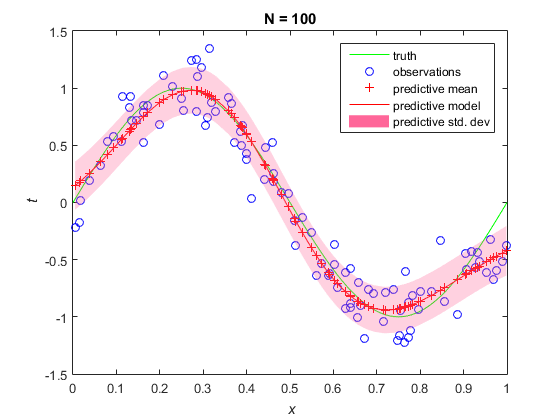 N = 100
truth
observations
predictive mean
predictive model
predictive std. dev
t
1.5
1
0.5
0
-0.5
-1
-1.5
0 0.1 0.2 0.3 0.4 0.5 0.6 0.7 0.8 0.9 1
x